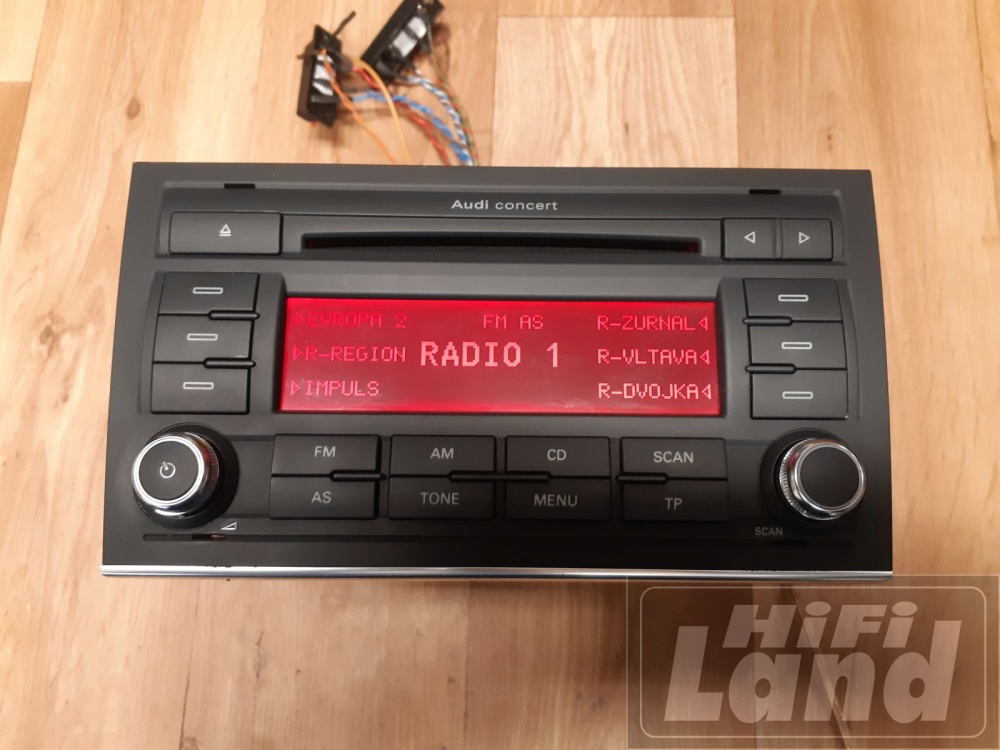 Audi concert
EVROPA 2 FM AS R-ZURNAL
R-REGION RADIO 1 R-VLTAVA
IMPULS R-DVOJKA
FM AM CD SCAN
AS TONE MENU TP
SCAN
HiFi
Land